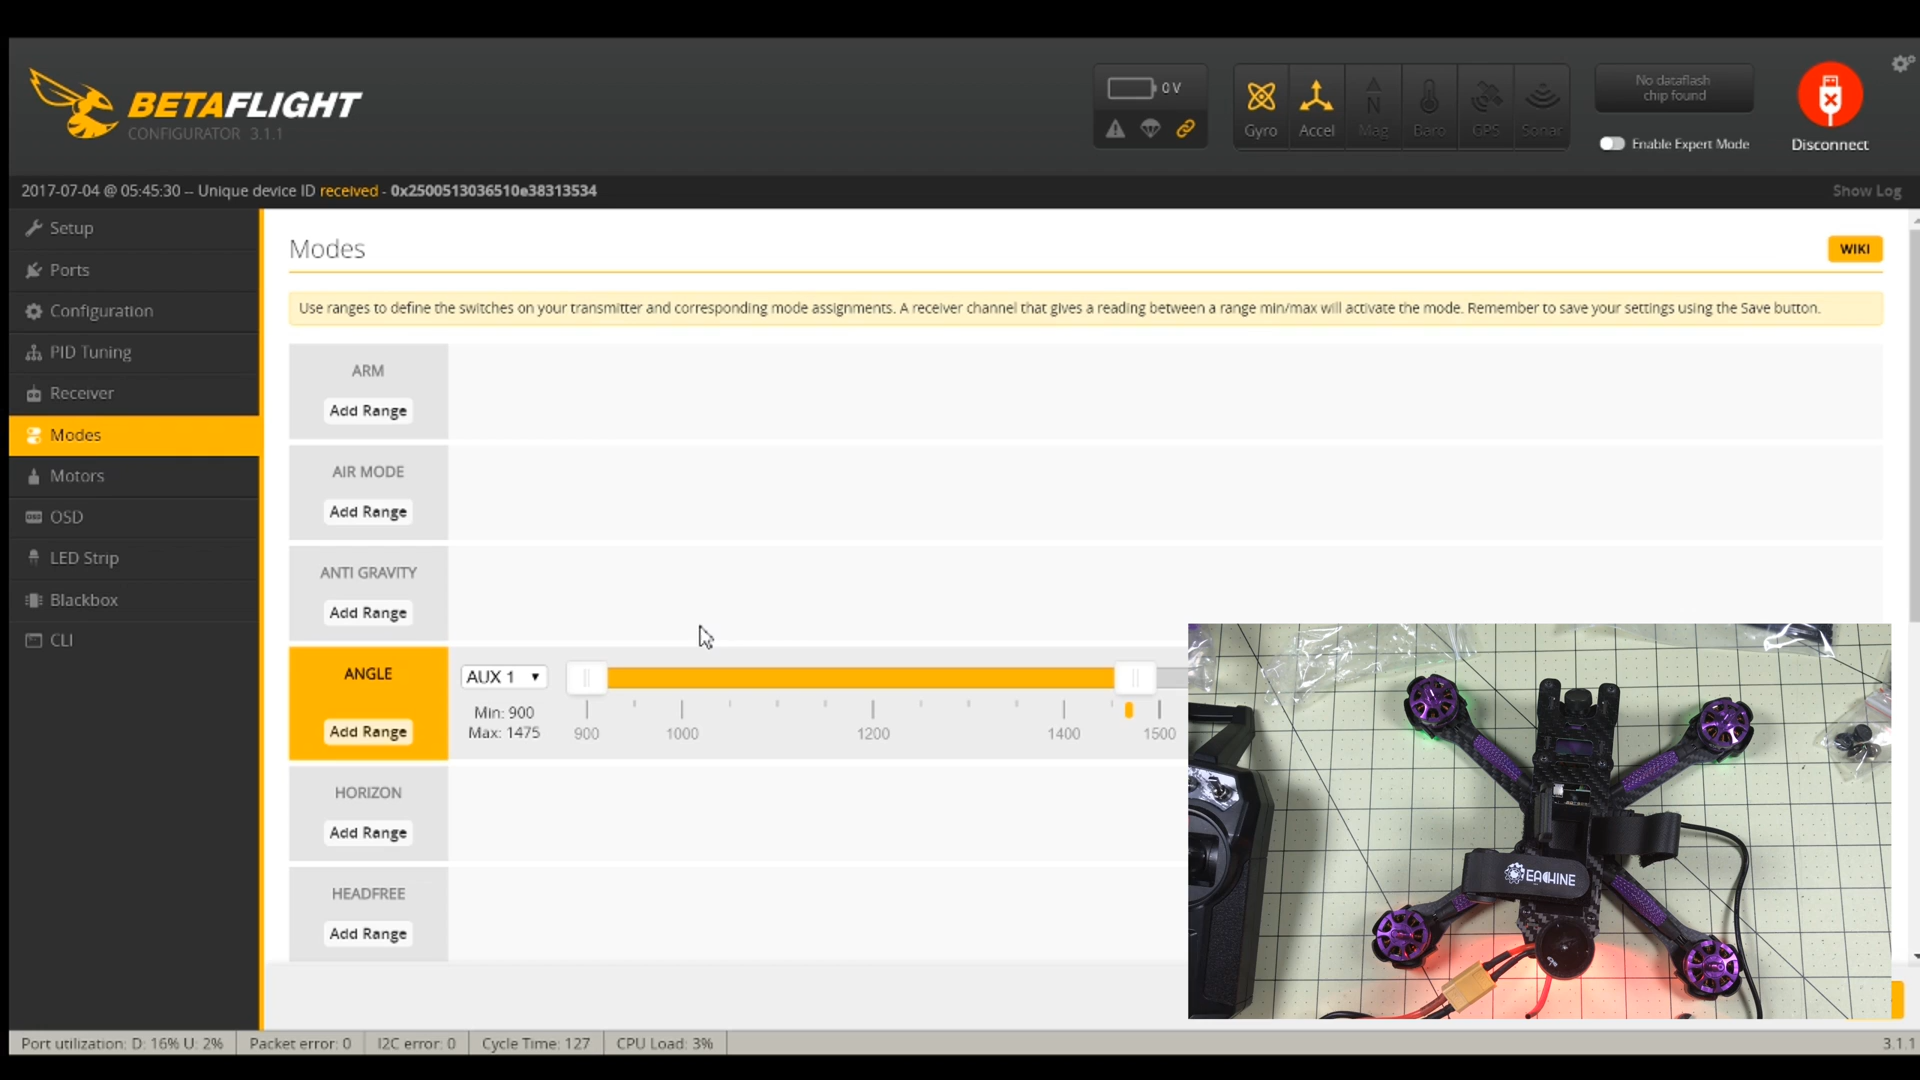 BETAFLIGHT
CONFIGURATOR 3.1.1
0 V
Gyro Accel Mag Baro GPS Sonar
No dataflash
chip found
Enable Expert Mode
Disconnect
2017-07-04 @ 05:45:30 -- Unique device ID received - 0x2500513036510e38313534
Show Log
Setup
Ports
Configuration
PID Tuning
Receiver
Modes
Motors
OSD
LED Strip
Blackbox
CLI
Modes
WIKI
Use ranges to define the switches on your transmitter and corresponding mode assignments. A receiver channel that gives a reading between a range min/max will activate the mode. Remember to save your settings using the Save button.
ARM
Add Range
AIR MODE
Add Range
ANTI GRAVITY
Add Range
ANGLE
Add Range
AUX 1
Min: 900
Max: 1475
900 1000 1200 1400 1500
HORIZON
Add Range
HEADFREE
Add Range
EACHINE
Port utilization: D: 16% U: 2% Packet error: 0 I2C error: 0 Cycle Time: 127 CPU Load: 3%
3.1.1